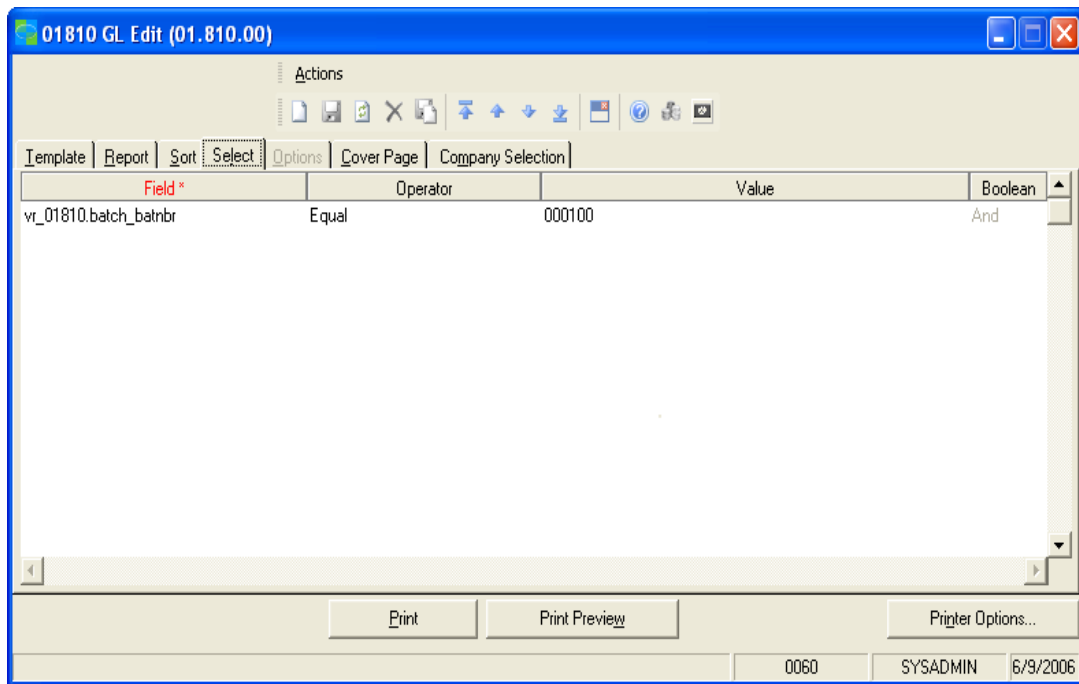 01810 GL Edit (01.810.00)
Actions
Template Report Sort Select Options Cover Page Company Selection
Field * Operator Value Boolean
vr_01810.batch_batnbr Equal 000100 And
Print Print Preview Printer Options...
0060 SYSADMIN 6/9/2006